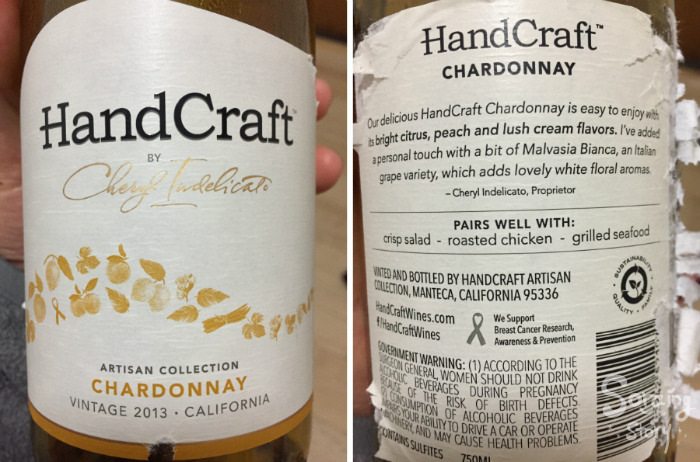 HandCraft™
BY
Cheryl Indelicato
ARTISAN COLLECTION
CHARDONNAY
VINTAGE 2013 · CALIFORNIA
HandCraft™
CHARDONNAY
Our delicious HandCraft Chardonnay is easy to enjoy with
its bright citrus, peach and lush cream flavors. I've added
a personal touch with a bit of Malvasia Bianca, an Italian
grape variety, which adds lovely white floral aromas.
– Cheryl Indelicato, Proprietor
PAIRS WELL WITH:
crisp salad - roasted chicken - grilled seafood
VINTED AND BOTTLED BY HANDCRAFT ARTISAN
COLLECTION, MANTECA, CALIFORNIA 95336
HandCraftWines.com
#/HandCraftWines
We Support
Breast Cancer Research,
Awareness & Prevention
SUSTAINABILITY · QUALITY · FAMILY
GOVERNMENT WARNING: (1) ACCORDING TO THE
SURGEON GENERAL, WOMEN SHOULD NOT DRINK
ALCOHOLIC BEVERAGES DURING PREGNANCY
BECAUSE OF THE RISK OF BIRTH DEFECTS.
CONSUMPTION OF ALCOHOLIC BEVERAGES
YOUR ABILITY TO DRIVE A CAR OR OPERATE
MACHINERY, AND MAY CAUSE HEALTH PROBLEMS.
CONTAINS SULFITES
750ML
Story